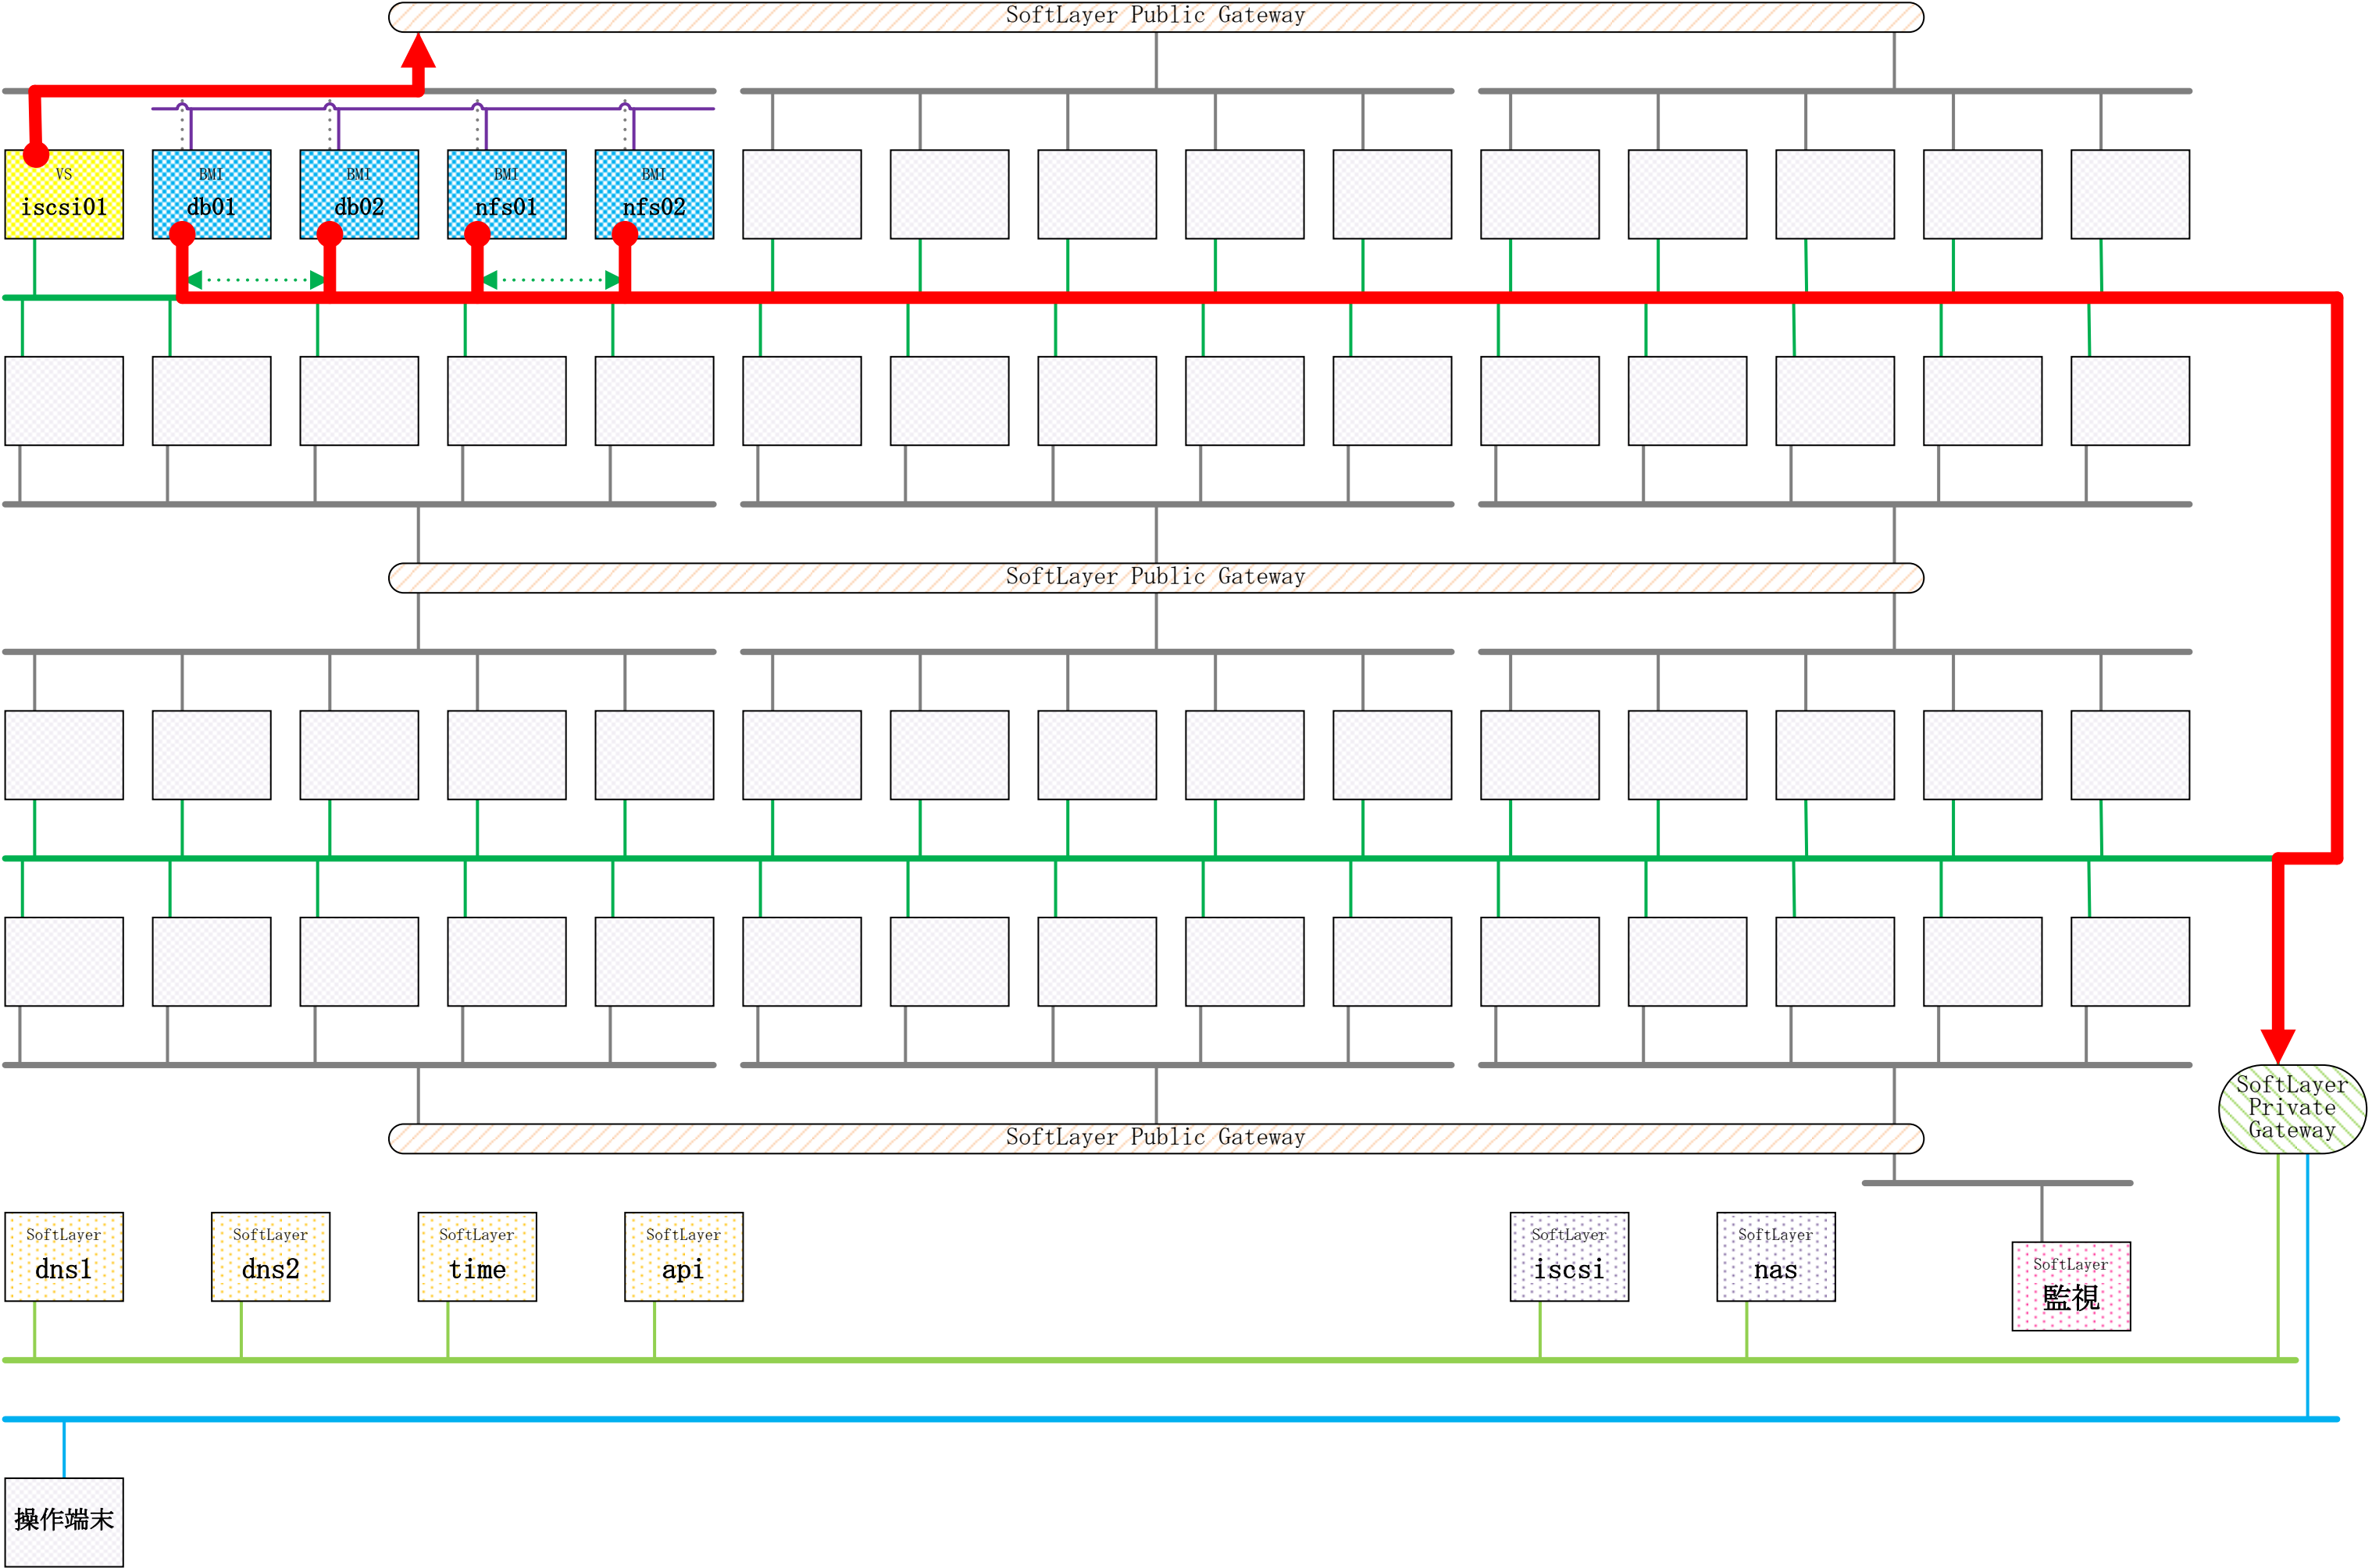 SoftLayer Public Gateway
VS
iscsi01
BMI
db01
BMI
db02
BMI
nfs01
BMI
nfs02
SoftLayer Public Gateway
SoftLayer
Private
Gateway
SoftLayer Public Gateway
SoftLayer
dns1
SoftLayer
dns2
SoftLayer
time
SoftLayer
api
SoftLayer
iscsi
SoftLayer
nas
SoftLayer
監視
操作端末